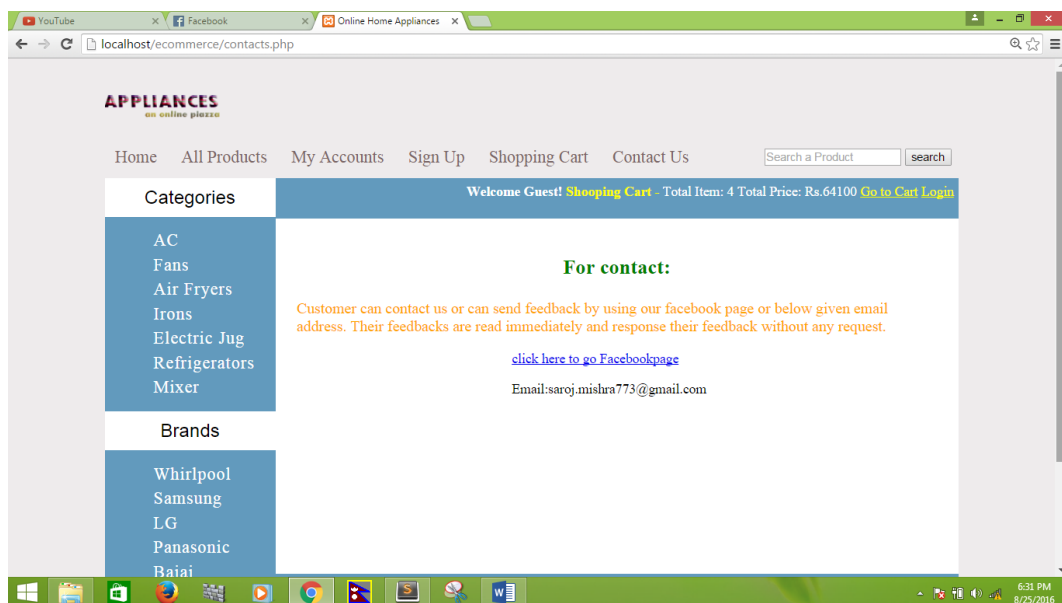 YouTube
Facebook
Online Home Appliances
localhost/ecommerce/contacts.php
APPLIANCES
an online piazza
Home All Products My Accounts Sign Up Shopping Cart Contact Us
Search a Product search
Categories
Welcome Guest! Shooping Cart - Total Item: 4 Total Price: Rs.64100 Go to Cart Login
AC
Fans
Air Fryers
Irons
Electric Jug
Refrigerators
Mixer
For contact:
Customer can contact us or can send feedback by using our facebook page or below given email
address. Their feedbacks are read immediately and response their feedback without any request.
click here to go Facebookpage
Email:saroj.mishra773@gmail.com
Brands
Whirlpool
Samsung
LG
Panasonic
Bajaj
6:31 PM
8/25/2016